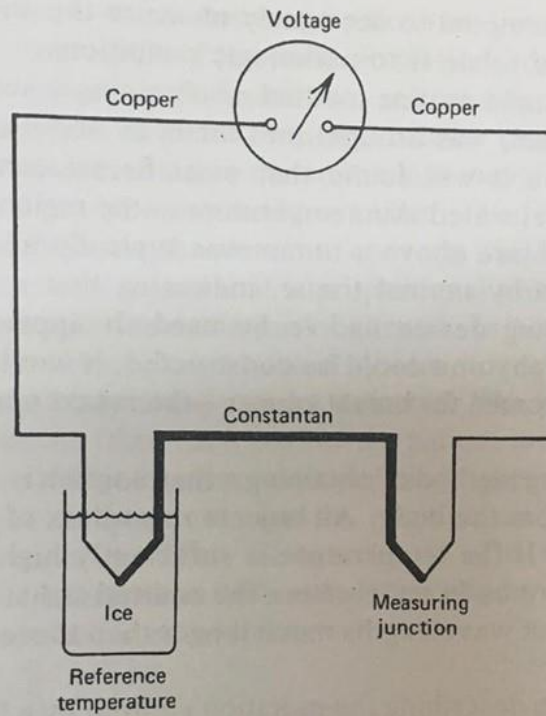 Voltage
Copper
Copper
Constantan
Ice
Measuring
junction
Reference
temperature